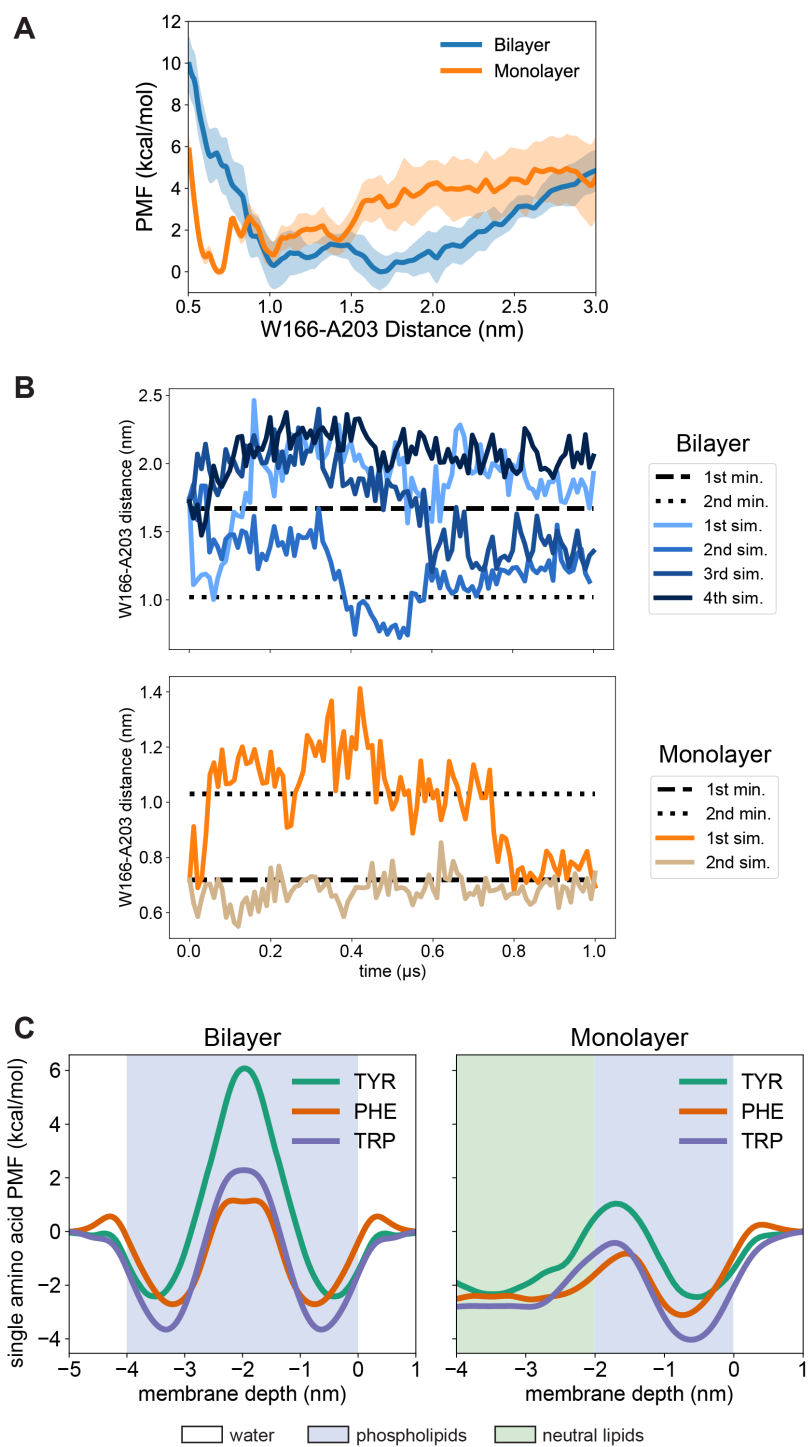 A
PMF (kcal/mol)
12
10
8
6
4
2
0
Bilayer
Monolayer
0.5 1.0 1.5 2.0 2.5 3.0
W166-A203 Distance (nm)
B
W166-A203 distance (nm)
2.5
2.0
1.5
1.0
Bilayer
1st min.
2nd min.
1st sim.
2nd sim.
3rd sim.
4th sim.
W166-A203 distance (nm)
1.4
1.2
1.0
0.8
0.6
0.0 0.2 0.4 0.6 0.8 1.0
time (µs)
Monolayer
1st min.
2nd min.
1st sim.
2nd sim.
C
single amino acid PMF (kcal/mol)
Bilayer
6
4
2
0
−2
−4
TYR
PHE
TRP
−5 −4 −3 −2 −1 0 1
membrane depth (nm)
Monolayer
TYR
PHE
TRP
−4 −3 −2 −1 0 1
membrane depth (nm)
water phospholipids neutral lipids